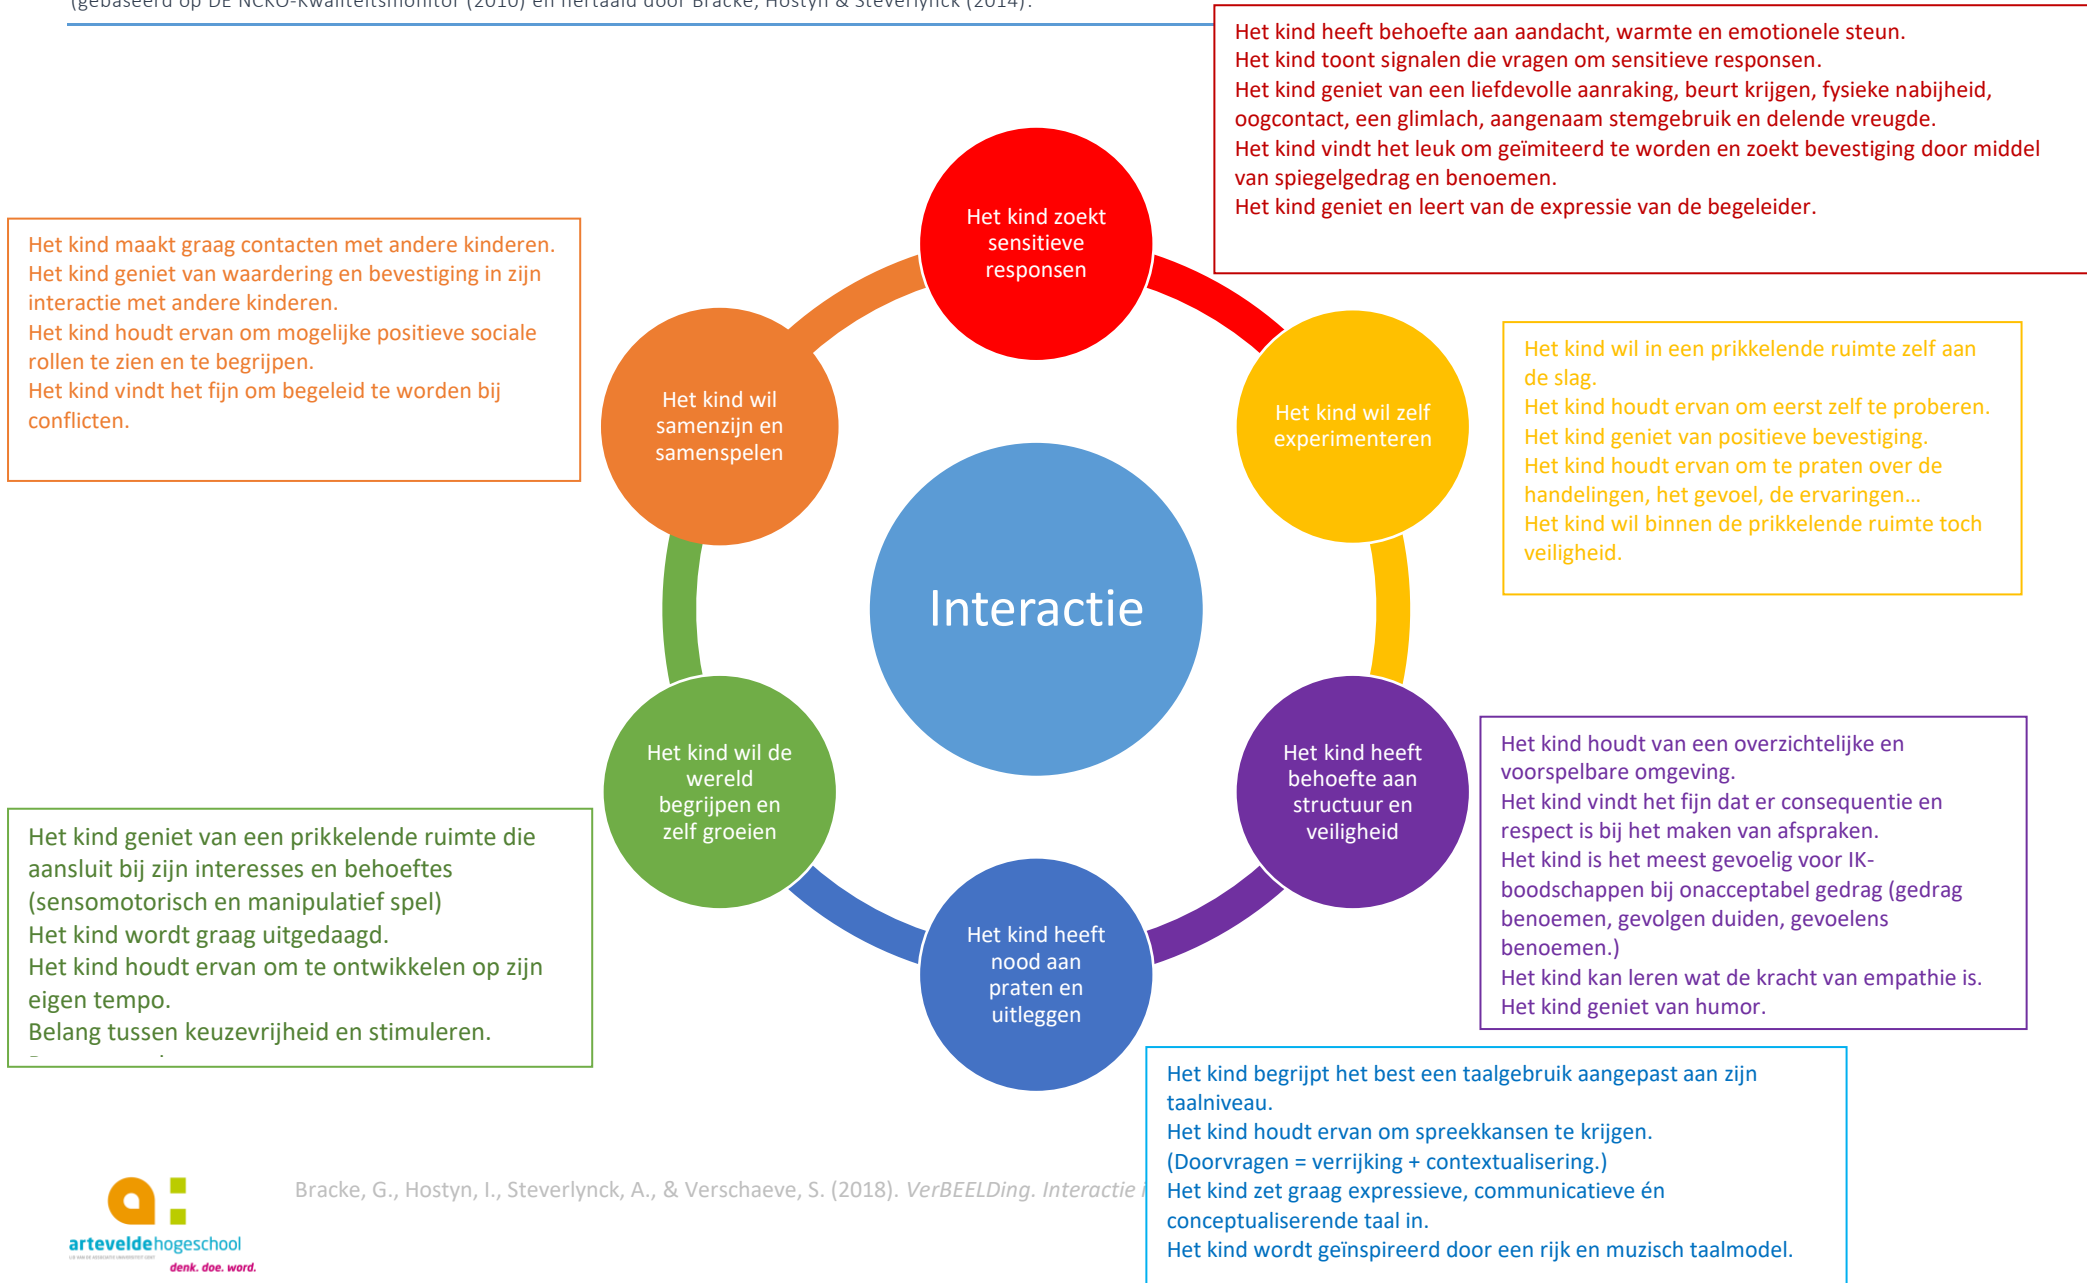 (gebaseerd op DE NCKO-Kwaliteitsmonitor (2010) en hertaald door Bracke, Hostyn & Steverlynck (2014).
Het kind heeft behoefte aan aandacht, warmte en emotionele steun.
Het kind toont signalen die vragen om sensitieve responsen.
Het kind geniet van een liefdevolle aanraking, beurt krijgen, fysieke nabijheid,
oogcontact, een glimlach, aangenaam stemgebruik en delende vreugde.
Het kind vindt het leuk om geïmiteerd te worden en zoekt bevestiging door middel
van spiegelgedrag en benoemen.
Het kind geniet en leert van de expressie van de begeleider.
Het kind zoekt
sensitieve
responsen
Het kind maakt graag contacten met andere kinderen.
Het kind geniet van waardering en bevestiging in zijn
interactie met andere kinderen.
Het kind houdt ervan om mogelijke positieve sociale
rollen te zien en te begrijpen.
Het kind vindt het fijn om begeleid te worden bij
conflicten.
Het kind wil
samenzijn en
samenspelen
Het kind wil zelf
experimenteren
Het kind wil in een prikkelende ruimte zelf aan
de slag.
Het kind houdt ervan om eerst zelf te proberen.
Het kind geniet van positieve bevestiging.
Het kind houdt ervan om te praten over de
handelingen, het gevoel, de ervaringen…
Het kind wil binnen de prikkelende ruimte toch
veiligheid.
Interactie
Het kind wil de
wereld
begrijpen en
zelf groeien
Het kind heeft
behoefte aan
structuur en
veiligheid
Het kind houdt van een overzichtelijke en
voorspelbare omgeving.
Het kind vindt het fijn dat er consequentie en
respect is bij het maken van afspraken.
Het kind is het meest gevoelig voor IK-
boodschappen bij onacceptabel gedrag (gedrag
benoemen, gevolgen duiden, gevoelens
benoemen.)
Het kind kan leren wat de kracht van empathie is.
Het kind geniet van humor.
Het kind geniet van een prikkelende ruimte die
aansluit bij zijn interesses en behoeftes
(sensomotorisch en manipulatief spel)
Het kind wordt graag uitgedaagd.
Het kind houdt ervan om te ontwikkelen op zijn
eigen tempo.
Belang tussen keuzevrijheid en stimuleren.
Het kind heeft
nood aan
praten en
uitleggen
Het kind begrijpt het best een taalgebruik aangepast aan zijn
taalniveau.
Het kind houdt ervan om spreekkansen te krijgen.
(Doorvragen = verrijking + contextualisering.)
Het kind zet graag expressieve, communicatieve én
conceptualiserende taal in.
Het kind wordt geïnspireerd door een rijk en muzisch taalmodel.
Bracke, G., Hostyn, I., Steverlynck, A., & Verschaeve, S. (2018). VerBEELDing. Interactie i
arteveldehogeschool
denk. doe. word.